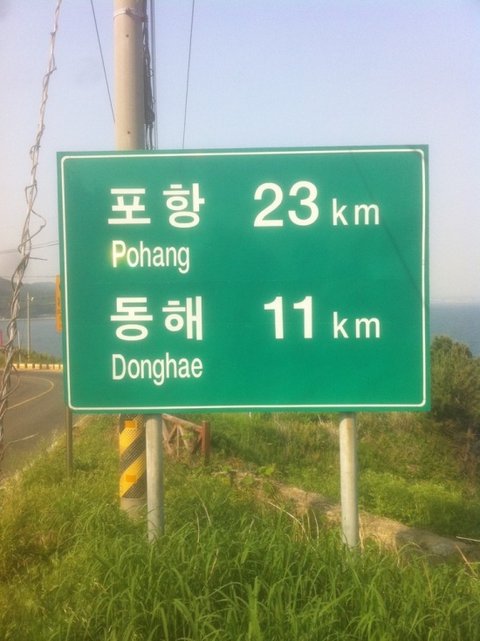 포항 23 km
Pohang
동해 11 km
Donghae